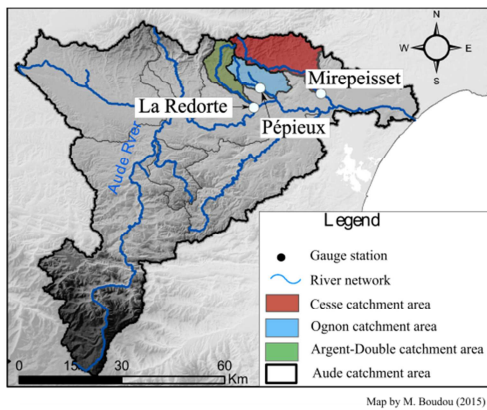 N
W
E
S
Mirepeisset
La Redorte
Pépieux
Aude River
Legend
Gauge station
River network
Cesse catchment area
Ognon catchment area
Argent-Double catchment area
Aude catchment area
0 15 30 60
Km
Map by M. Boudou (2015)